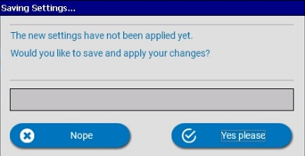 Saving Settings...
The new settings have not been applied yet.
Would you like to save and apply your changes?
Nope
Yes please